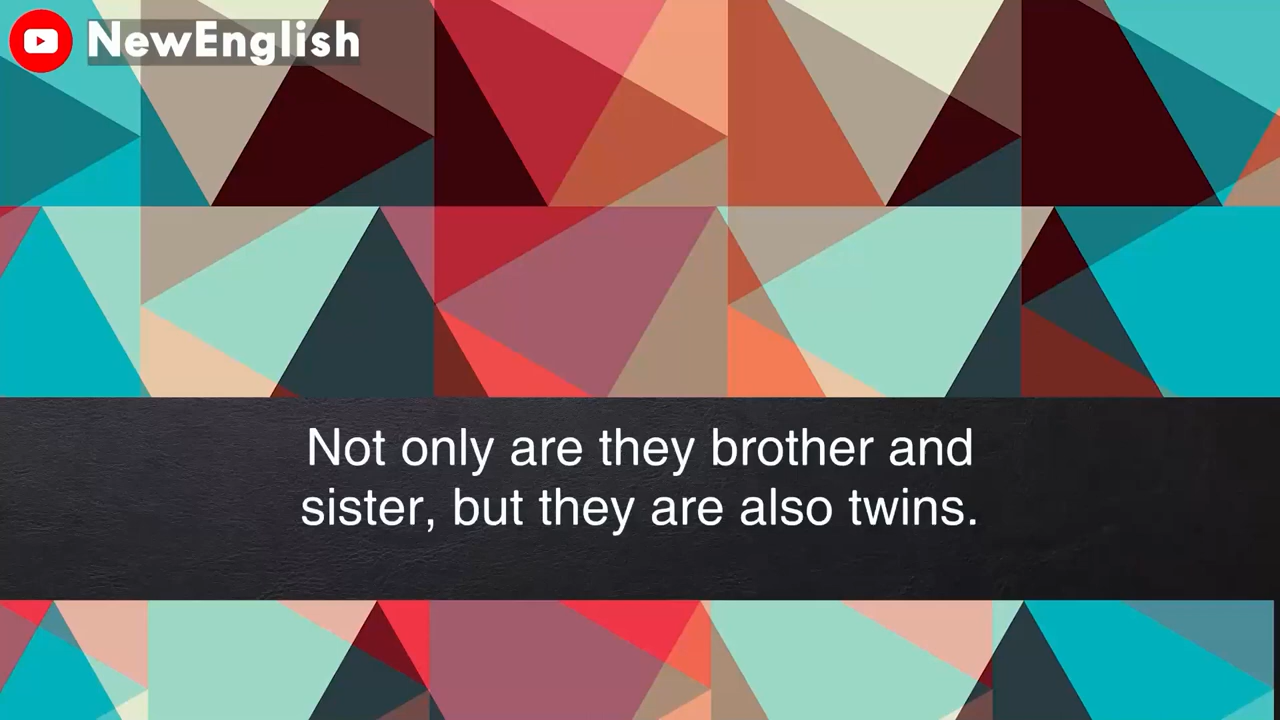 NewEnglish
Not only are they brother and
sister, but they are also twins.